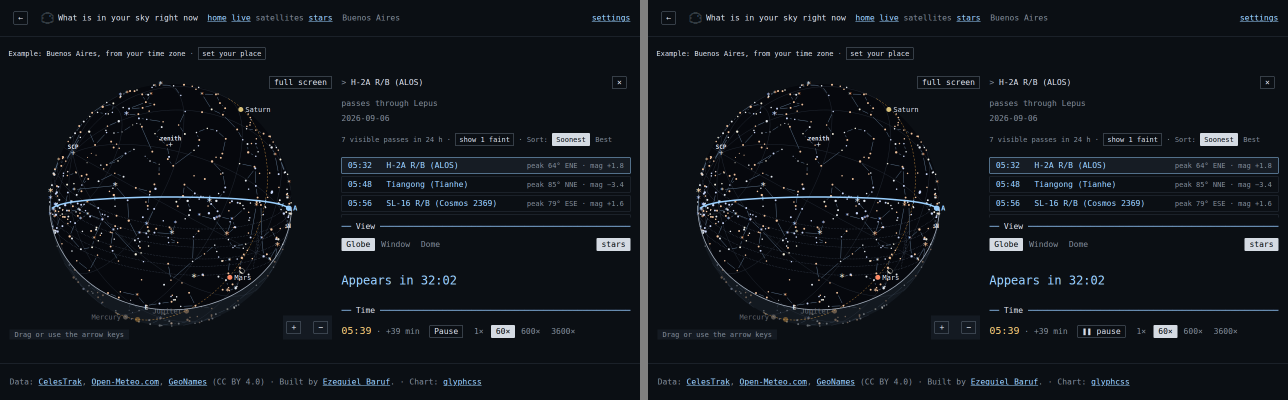 ← What is in your sky right now home live satellites stars Buenos Aires settings
Example: Buenos Aires, from your time zone · set your place
full screen
> H-2A R/B (ALOS) ×
passes through Lepus
2026-09-06
7 visible passes in 24 h · show 1 faint · Sort: Soonest Best
05:32 H-2A R/B (ALOS) peak 64° ENE · mag +1.8
05:48 Tiangong (Tianhe) peak 85° NNE · mag −3.4
05:56 SL-16 R/B (Cosmos 2369) peak 79° ESE · mag +1.6
View
Globe Window Dome stars
Appears in 32:02
Time
05:39 · +39 min Pause 1× 60× 600× 3600×
Saturn
zenith
SCP
A
Mars
E
Jupiter
Mercury
Drag or use the arrow keys
+ −
Data: CelesTrak, Open-Meteo.com, GeoNames (CC BY 4.0) · Built by Ezequiel Baruf. · Chart: glyphcss
← What is in your sky right now home live satellites stars Buenos Aires settings
Example: Buenos Aires, from your time zone · set your place
full screen
> H-2A R/B (ALOS) ×
passes through Lepus
2026-09-06
7 visible passes in 24 h · show 1 faint · Sort: Soonest Best
05:32 H-2A R/B (ALOS) peak 64° ENE · mag +1.8
05:48 Tiangong (Tianhe) peak 85° NNE · mag −3.4
05:56 SL-16 R/B (Cosmos 2369) peak 79° ESE · mag +1.6
View
Globe Window Dome stars
Appears in 32:02
Time
05:39 · +39 min pause 1× 60× 600× 3600×
Saturn
zenith
SCP
A
Mars
E
Jupiter
Mercury
Drag or use the arrow keys
+ −
Data: CelesTrak, Open-Meteo.com, GeoNames (CC BY 4.0) · Built by Ezequiel Baruf. · Chart: glyphcss